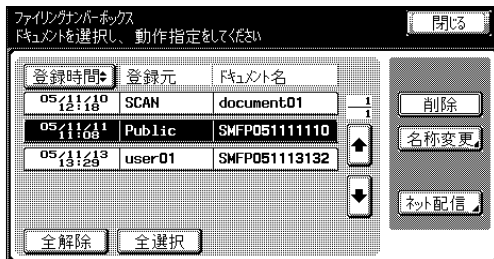 ファイリングナンバーボックス
ドキュメントを選択し、動作指定をしてください
閉じる
登録時間 登録元 ドキュメント名
05/11/10 12:18 SCAN document01
05/11/11 11:08 Public SMFP051111110
05/11/13 13:29 user01 SMFP051113132
1
1
削除
名称変更
ネット配信
全解除 全選択